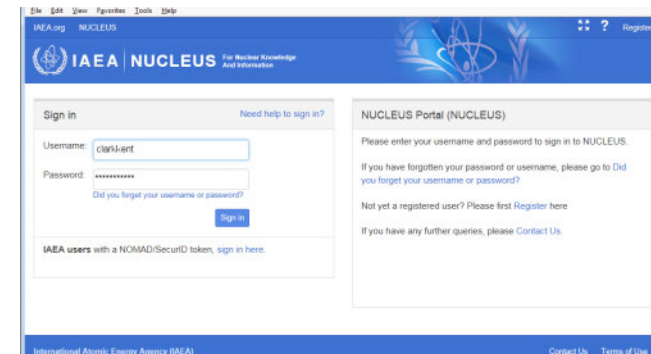 File Edit View Favorites Tools Help
IAEA.org NUCLEUS ? Register
IAEA NUCLEUS For Nuclear Knowledge
And Information
Sign in Need help to sign in?
Username: clarkkent
Password: ***********
Did you forget your username or password?
Sign in
IAEA users with a NOMAD/SecurID token, sign in here.
NUCLEUS Portal (NUCLEUS)
Please enter your username and password to sign in to NUCLEUS.
If you have forgotten your password or username, please go to Did
you forget your username or password?
Not yet a registered user? Please first Register here
If you have any further queries, please Contact Us.
International Atomic Energy Agency (IAEA) Contact Us Terms of Use